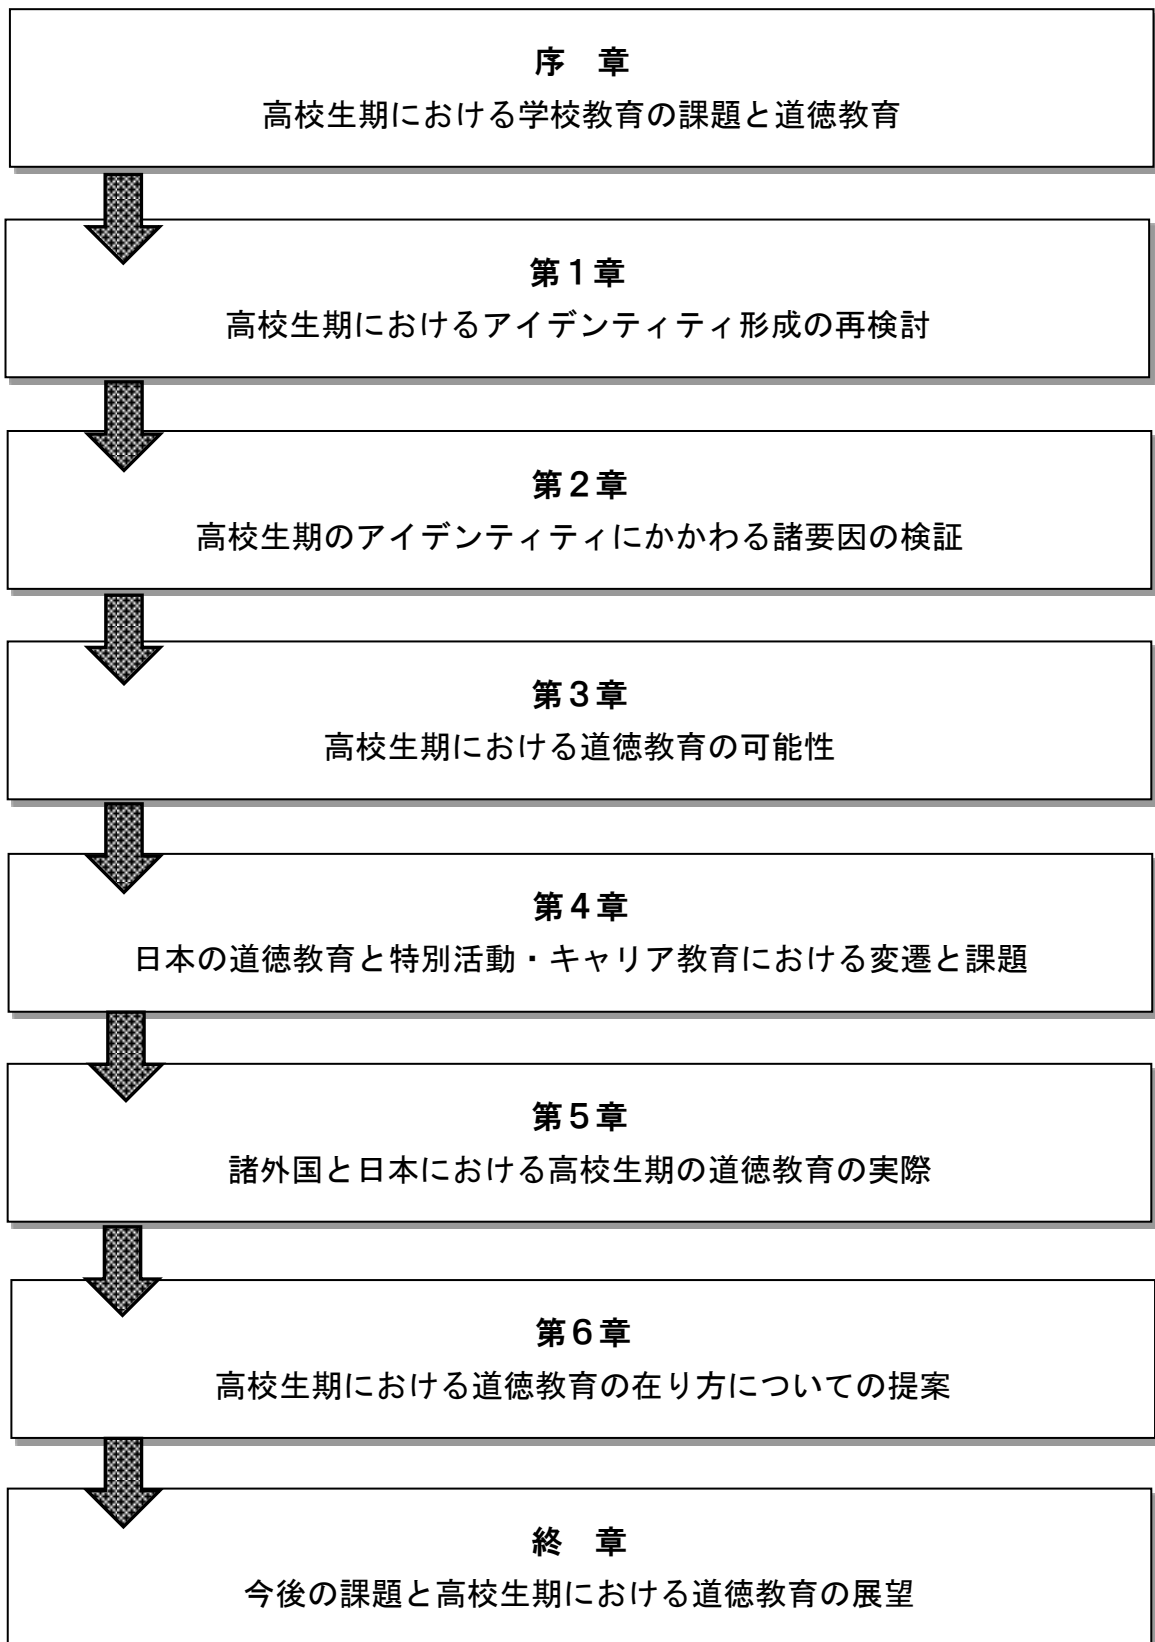 序　章
高校生期における学校教育の課題と道徳教育
第１章
高校生期におけるアイデンティティ形成の再検討
第２章
高校生期のアイデンティティにかかわる諸要因の検証
第３章
高校生期における道徳教育の可能性
第４章
日本の道徳教育と特別活動・キャリア教育における変遷と課題
第５章
諸外国と日本における高校生期の道徳教育の実際
第６章
高校生期における道徳教育の在り方についての提案
終　章
今後の課題と高校生期における道徳教育の展望